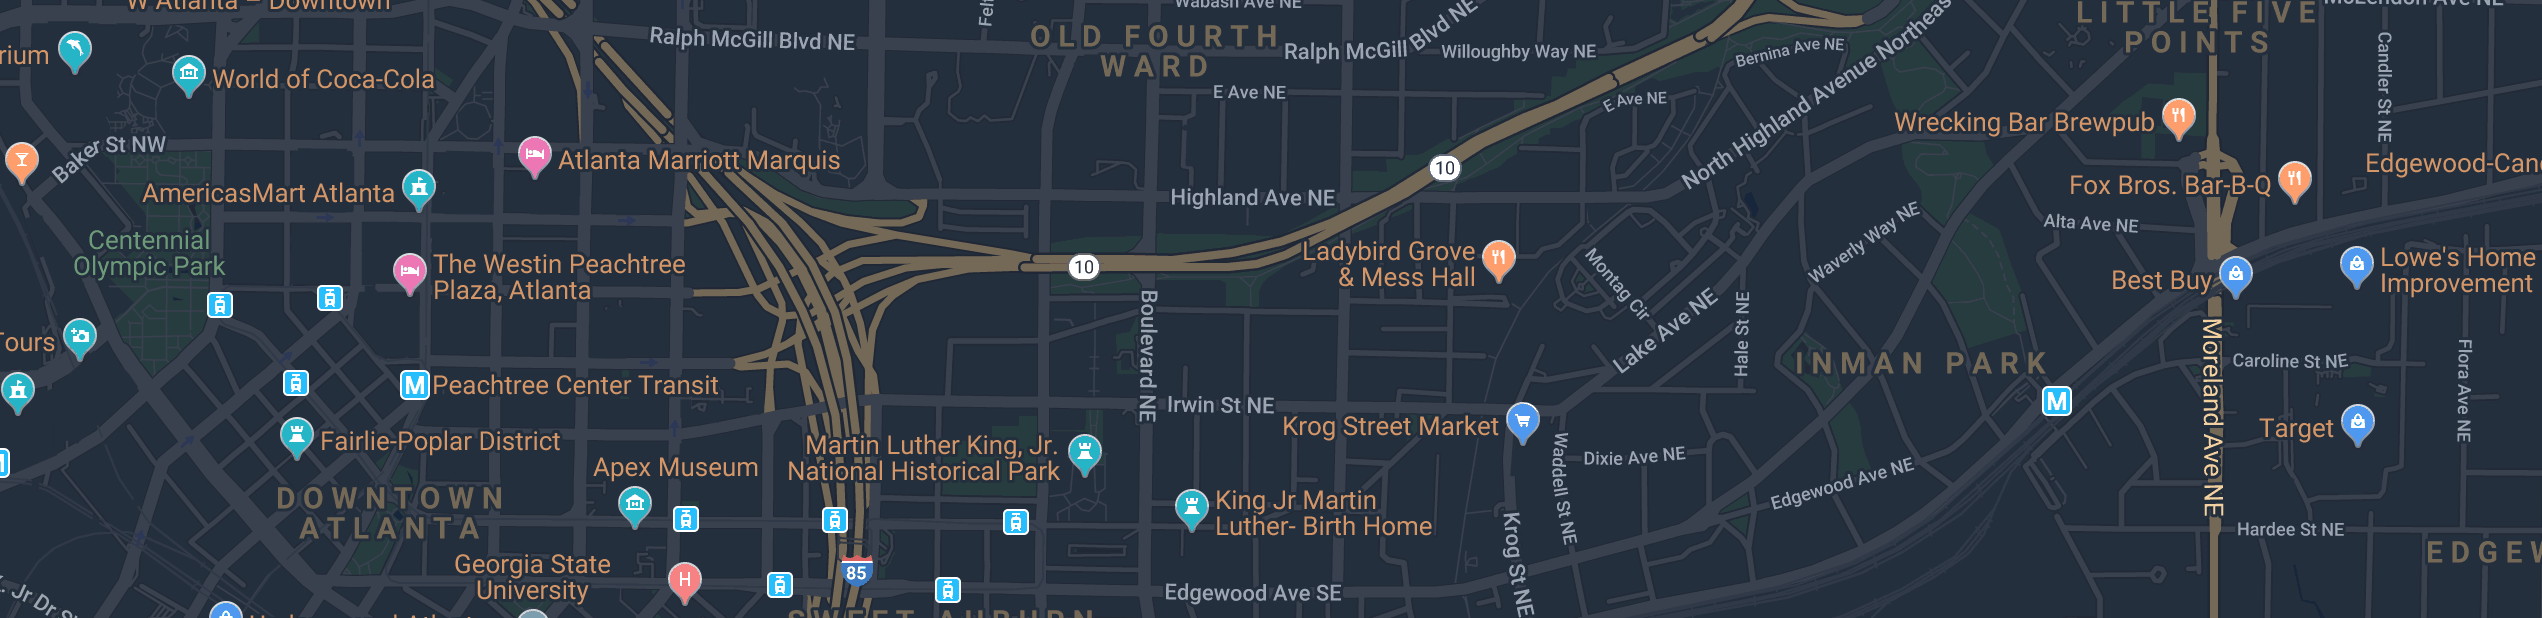 W Atlanta – Downtown
Wabash Ave NE
McLendon Ave NE
rium
World of Coca-Cola
Ralph McGill Blvd NE
OLD FOURTH
WARD
Ralph McGill Blvd NE
Willoughby Way NE
Bernina Ave NE
LITTLE FIVE
POINTS
Candler St NE
E Ave NE
E Ave NE
North Highland Avenue Northeas
Wrecking Bar Brewpub
Baker St NW
Atlanta Marriott Marquis
10
Edgewood-Can
AmericasMart Atlanta
Highland Ave NE
Fox Bros. Bar-B-Q
Alta Ave NE
Waverly Way NE
Centennial
Olympic Park
The Westin Peachtree
Plaza, Atlanta
10
Ladybird Grove
& Mess Hall
Montag Cir
Lake Ave NE
Hale St NE
Best Buy
Lowe's Home
Improvement
Tours
Boulevard NE
INMAN PARK
Moreland Ave NE
Caroline St NE
Flora Ave NE
M Peachtree Center Transit
Irwin St NE
M
Krog Street Market
Target
Fairlie-Poplar District
Martin Luther King, Jr.
National Historical Park
Apex Museum
Waddell St NE
Dixie Ave NE
Edgewood Ave NE
DOWNTOWN
ATLANTA
King Jr Martin
Luther- Birth Home
Krog St NE
Hardee St NE
EDGEW
Georgia State
University
H
85
Edgewood Ave SE
Jr Dr S
SWEET AUBURN